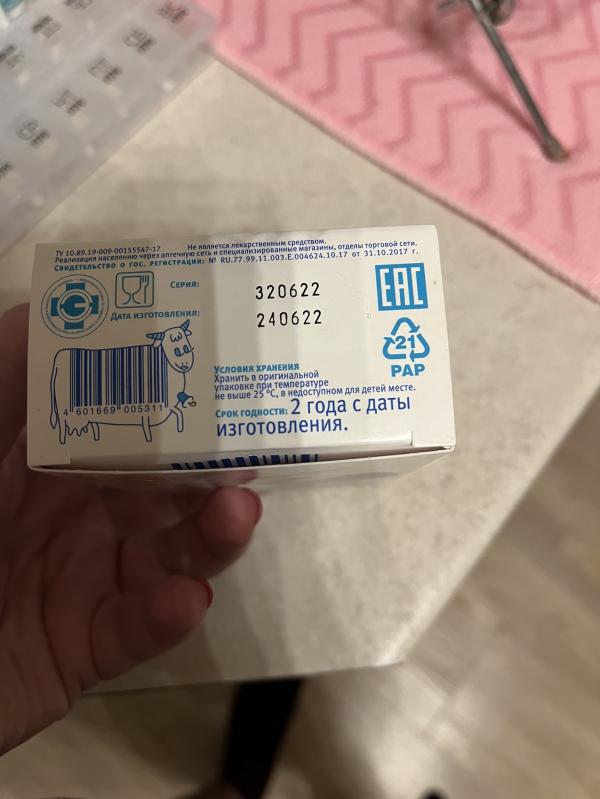 ТУ 10.89.19-009-00155547-17 Не является лекарственным средством.
Реализация населению через аптечную сеть и специализированные магазины, отделы торговой сети.
Свидетельство о гос. регистрации: № RU.77.99.11.003.E.004624.10.17 от 31.10.2017 г.
Серия: 320622
Дата изготовления: 240622
EAC
21
PAP
4 601669 005311
Условия хранения
Хранить в оригинальной
упаковке при температуре
не выше 25 °С, в недоступном для детей месте.
Срок годности: 2 года с даты
изготовления.